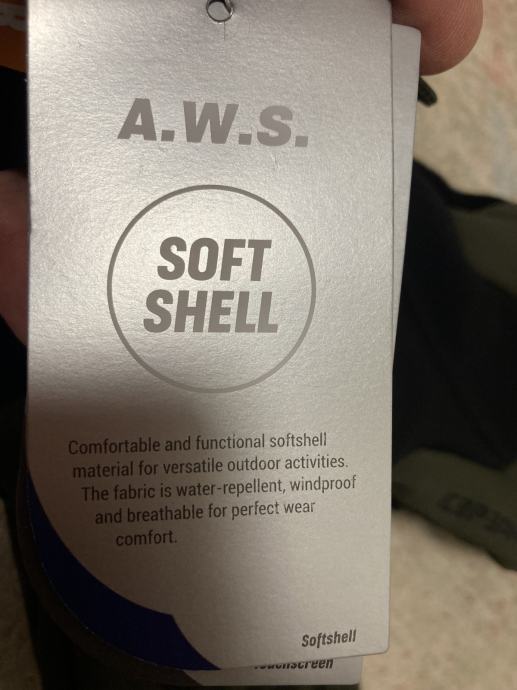 A.W.S.
SOFT
SHELL
Comfortable and functional softshell
material for versatile outdoor activities.
The fabric is water-repellent, windproof
and breathable for perfect wear
comfort.
Softshell
Touchscreen